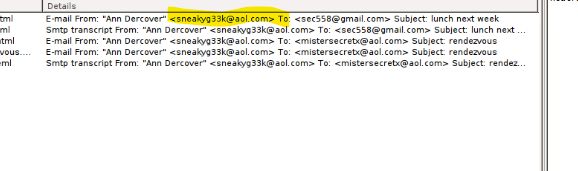 Details
tml E-mail From: "Ann Dercover" <sneakyg33k@aol.com> To: <sec558@gmail.com> Subject: lunch next week
ml Smtp transcript From: "Ann Dercover" <sneakyg33k@aol.com> To: <sec558@gmail.com> Subject: lunch next ...
html E-mail From: "Ann Dercover" <sneakyg33k@aol.com> To: <mistersecretx@aol.com> Subject: rendezvous
vous.... E-mail From: "Ann Dercover" <sneakyg33k@aol.com> To: <mistersecretx@aol.com> Subject: rendezvous
eml Smtp transcript From: "Ann Dercover" <sneakyg33k@aol.com> To: <mistersecretx@aol.com> Subject: rendez...